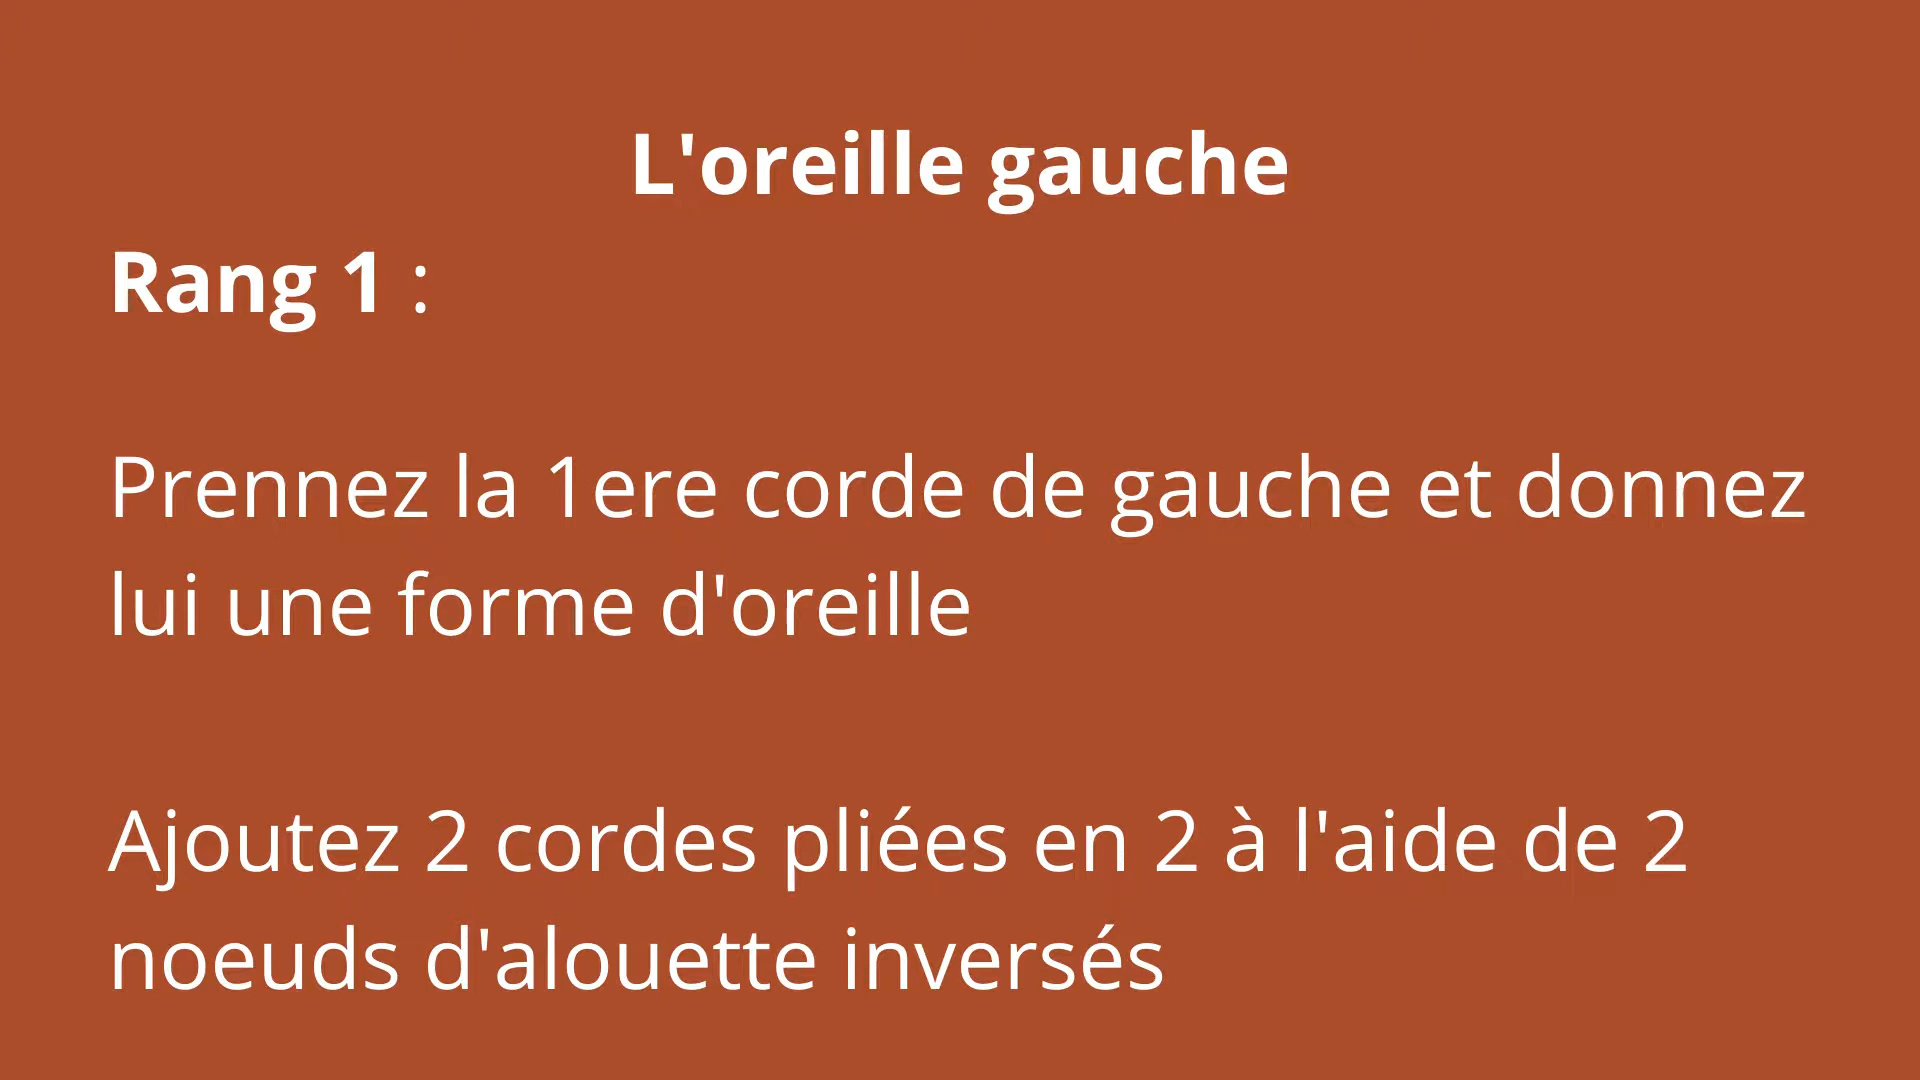 L'oreille gauche
Rang 1 :
Prennez la 1ere corde de gauche et donnez
lui une forme d'oreille
Ajoutez 2 cordes pliées en 2 à l'aide de 2
noeuds d'alouette inversés